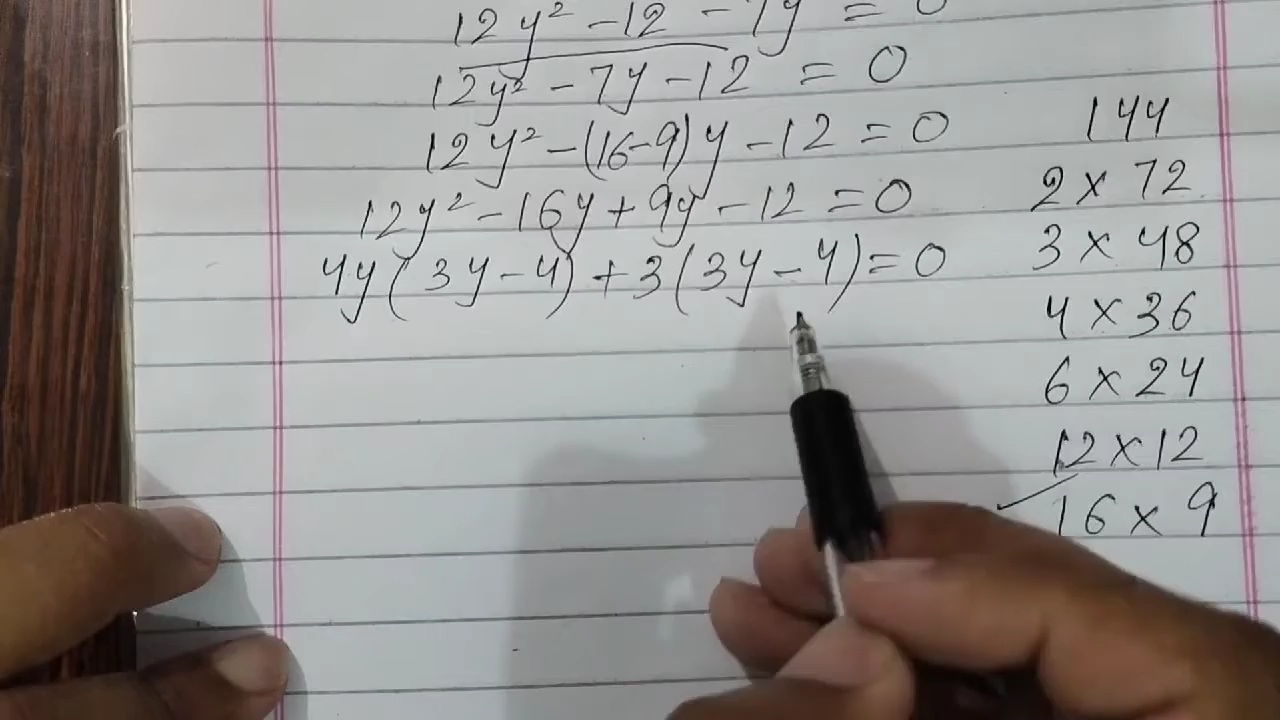 12y² - 12 - 7y = 0
12y² - 7y - 12 = 0
12y² - (16-9)y - 12 = 0
12y² - 16y + 9y - 12 = 0
4y(3y - 4) + 3(3y - 4) = 0
144
2 × 72
3 × 48
4 × 36
6 × 24
12 × 12
16 × 9